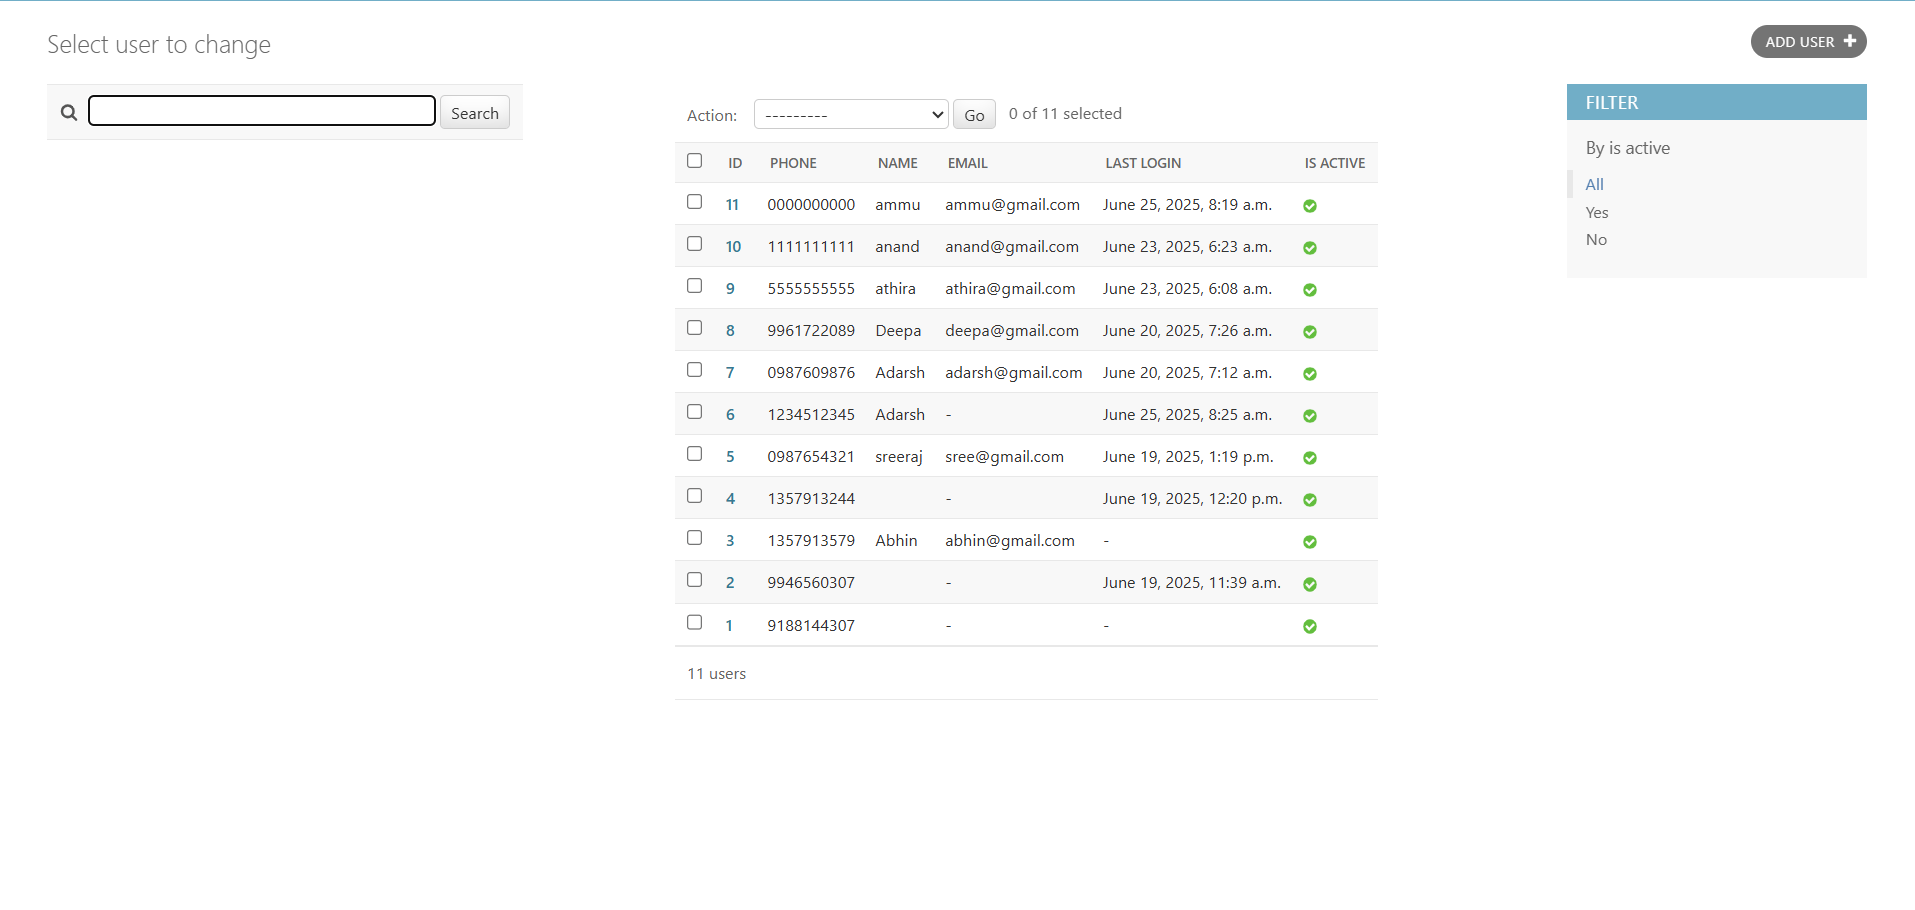 Select user to change
ADD USER
Search
Action: --------- Go 0 of 11 selected
ID PHONE NAME EMAIL LAST LOGIN IS ACTIVE
11 0000000000 ammu ammu@gmail.com June 25, 2025, 8:19 a.m.
10 1111111111 anand anand@gmail.com June 23, 2025, 6:23 a.m.
9 5555555555 athira athira@gmail.com June 23, 2025, 6:08 a.m.
8 9961722089 Deepa deepa@gmail.com June 20, 2025, 7:26 a.m.
7 0987609876 Adarsh adarsh@gmail.com June 20, 2025, 7:12 a.m.
6 1234512345 Adarsh - June 25, 2025, 8:25 a.m.
5 0987654321 sreeraj sree@gmail.com June 19, 2025, 1:19 p.m.
4 1357913244 - June 19, 2025, 12:20 p.m.
3 1357913579 Abhin abhin@gmail.com -
2 9946560307 - June 19, 2025, 11:39 a.m.
1 9188144307 - -
11 users
FILTER
By is active
All
Yes
No